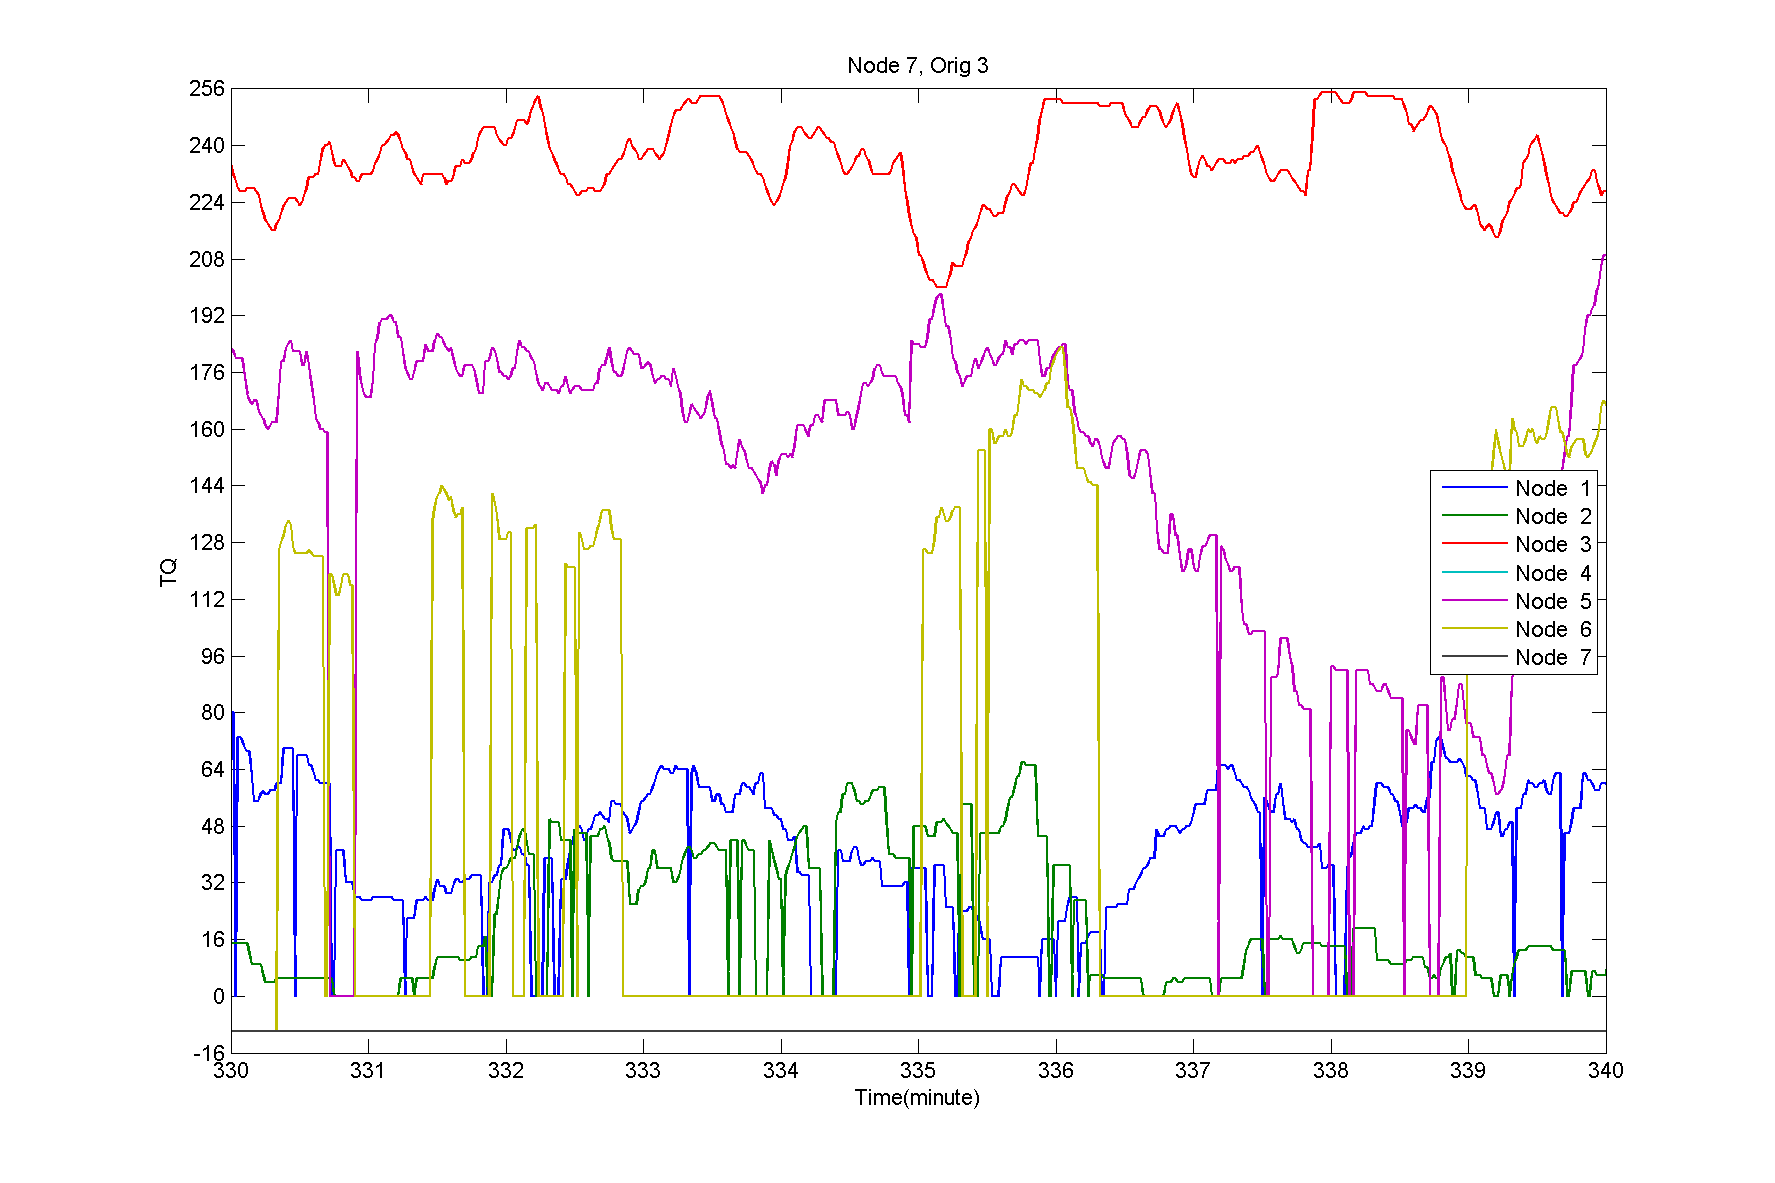 Node 7, Orig 3
256
240
224
208
192
176
160
144
128
112
96
80
64
48
32
16
0
-16
TQ
Node 1
Node 2
Node 3
Node 4
Node 5
Node 6
Node 7
330 331 332 333 334 335 336 337 338 339 340
Time(minute)